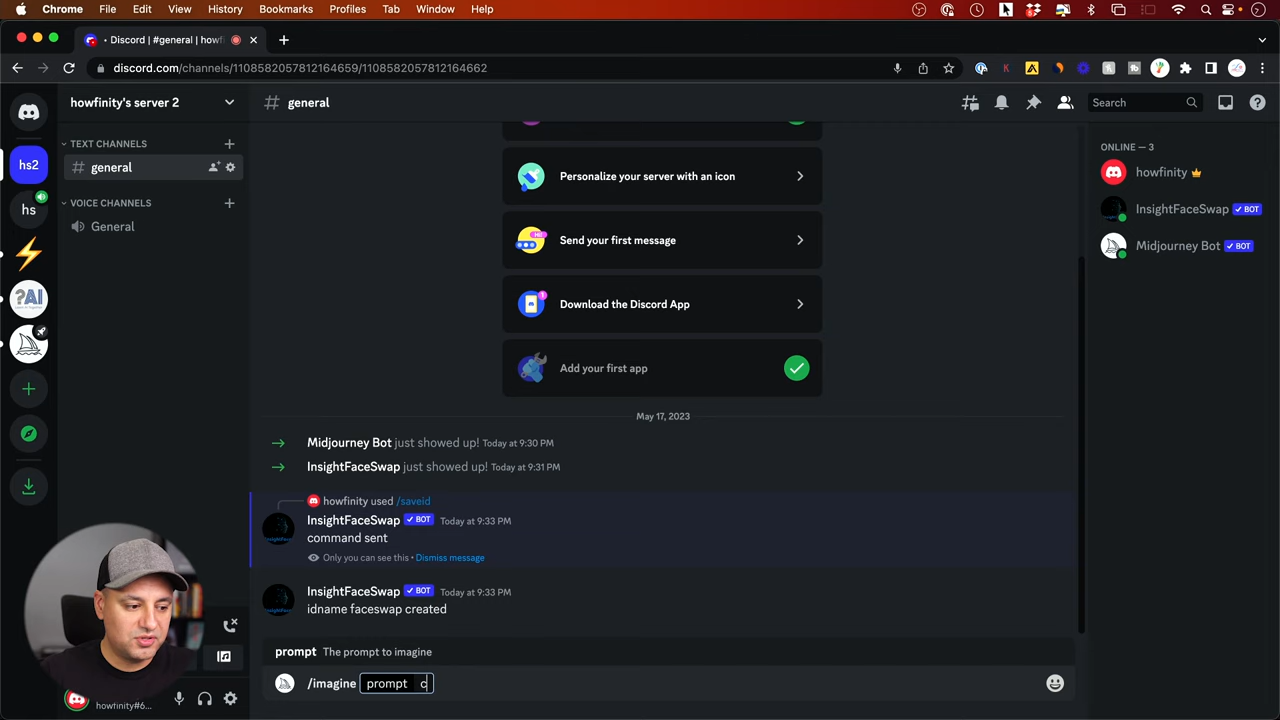 Chrome File Edit View History Bookmarks Profiles Tab Window Help
Discord | #general | howf
discord.com/channels/1108582057812164659/1108582057812164662
howfinity's server 2
# general
Search
TEXT CHANNELS
# general
VOICE CHANNELS
General
hs2
hs
?AI
Personalize your server with an icon
Send your first message
Download the Discord App
Add your first app
May 17, 2023
Midjourney Bot just showed up! Today at 9:30 PM
InsightFaceSwap just showed up! Today at 9:31 PM
howfinity used /saveid
InsightFaceSwap BOT Today at 9:33 PM
command sent
Only you can see this • Dismiss message
InsightFaceSwap BOT Today at 9:33 PM
idname faceswap created
prompt The prompt to imagine
/imagine prompt c
ONLINE — 3
howfinity
InsightFaceSwap BOT
Midjourney Bot BOT
howfinity#6...